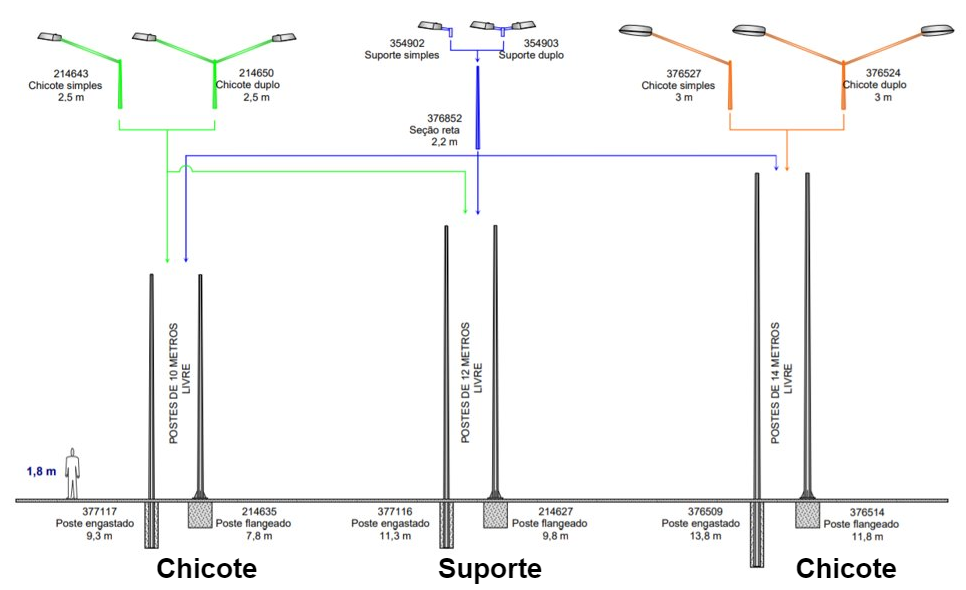 354902
Suporte simples
354903
Suporte duplo
214643
Chicote simples
2,5 m
214650
Chicote duplo
2,5 m
376527
Chicote simples
3 m
376524
Chicote duplo
3 m
376852
Seção reta
2,2 m
POSTES DE 10 METROS
LIVRE
POSTES DE 12 METROS
LIVRE
POSTES DE 14 METROS
LIVRE
1,8 m
377117
Poste engastado
9,3 m
214635
Poste flangeado
7,8 m
377116
Poste engastado
11,3 m
214627
Poste flangeado
9,8 m
376509
Poste engastado
13,8 m
376514
Poste flangeado
11,8 m
Chicote
Suporte
Chicote